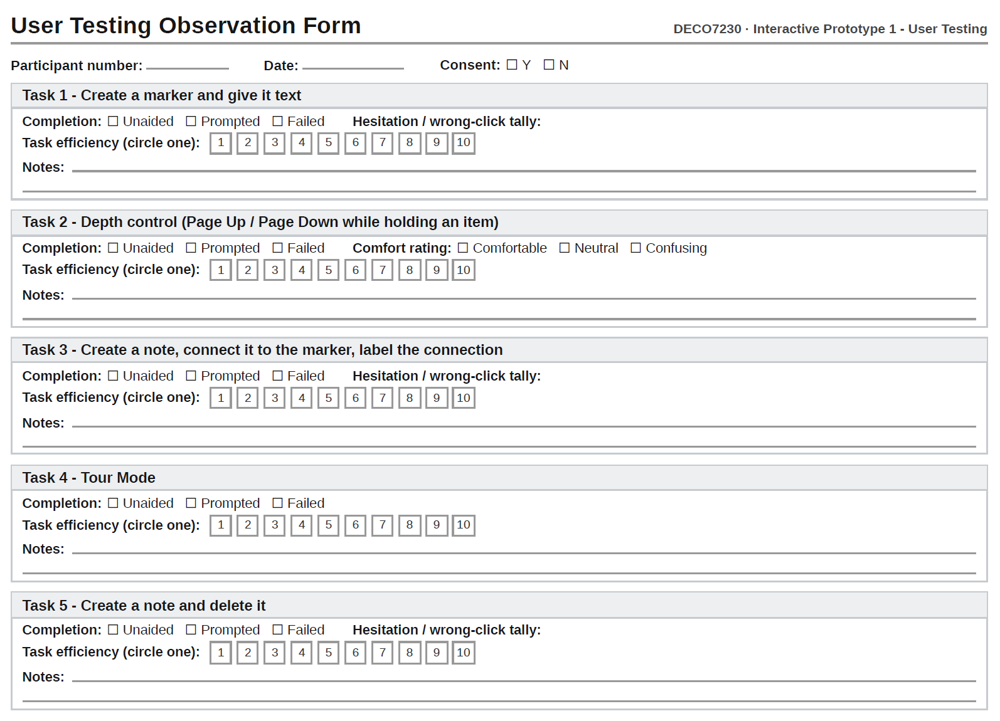 User Testing Observation Form
DECO7230 · Interactive Prototype 1 - User Testing
Participant number: Date: Consent: ☐ Y ☐ N
Task 1 - Create a marker and give it text
Completion: ☐ Unaided ☐ Prompted ☐ Failed Hesitation / wrong-click tally:
Task efficiency (circle one): 1 2 3 4 5 6 7 8 9 10
Notes:
Task 2 - Depth control (Page Up / Page Down while holding an item)
Completion: ☐ Unaided ☐ Prompted ☐ Failed Comfort rating: ☐ Comfortable ☐ Neutral ☐ Confusing
Task efficiency (circle one): 1 2 3 4 5 6 7 8 9 10
Notes:
Task 3 - Create a note, connect it to the marker, label the connection
Completion: ☐ Unaided ☐ Prompted ☐ Failed Hesitation / wrong-click tally:
Task efficiency (circle one): 1 2 3 4 5 6 7 8 9 10
Notes:
Task 4 - Tour Mode
Completion: ☐ Unaided ☐ Prompted ☐ Failed
Task efficiency (circle one): 1 2 3 4 5 6 7 8 9 10
Notes:
Task 5 - Create a note and delete it
Completion: ☐ Unaided ☐ Prompted ☐ Failed Hesitation / wrong-click tally:
Task efficiency (circle one): 1 2 3 4 5 6 7 8 9 10
Notes: